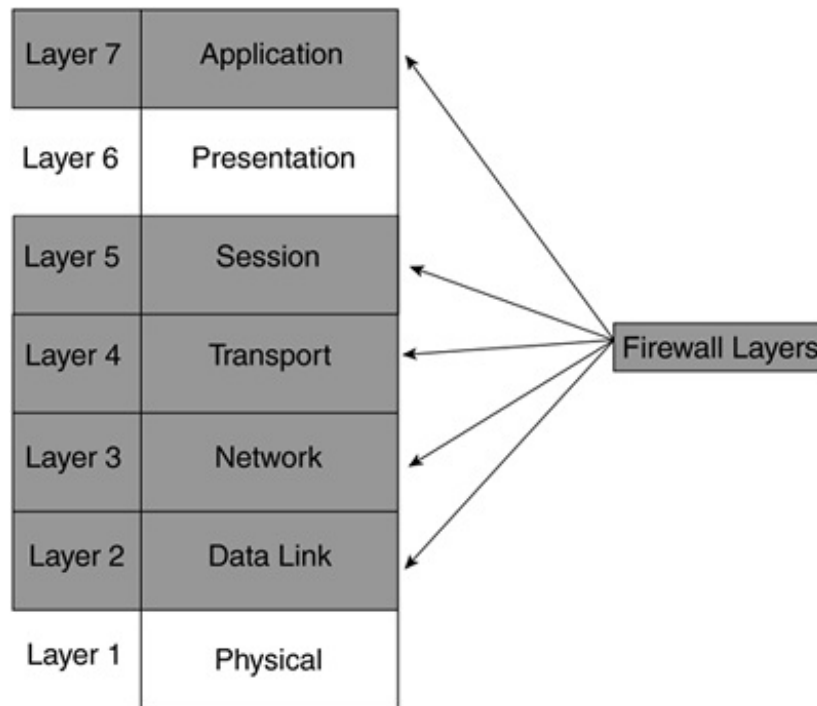 Layer 7 Application
Layer 6 Presentation
Layer 5 Session
Layer 4 Transport
Firewall Layers
Layer 3 Network
Layer 2 Data Link
Layer 1 Physical